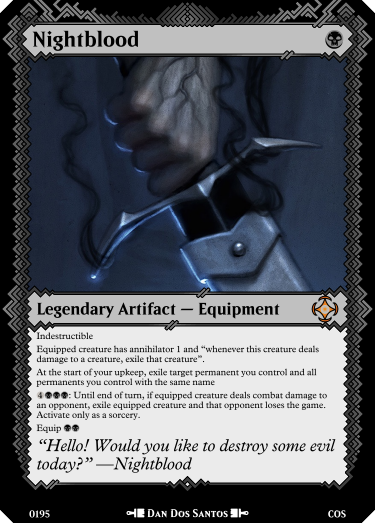 Nightblood
Legendary Artifact — Equipment
Indestructible
Equipped creature has annihilator 1 and “whenever this creature deals
damage to a creature, exile that creature”.
At the start of your upkeep, exile target permanent you control and all
permanents you control with the same name
4: Until end of turn, if equipped creature deals combat damage to
an opponent, exile equipped creature and that opponent loses the game.
Activate only as a sorcery.
Equip
“Hello! Would you like to destroy some evil
today?” —Nightblood
0195
Dan Dos Santos
COS